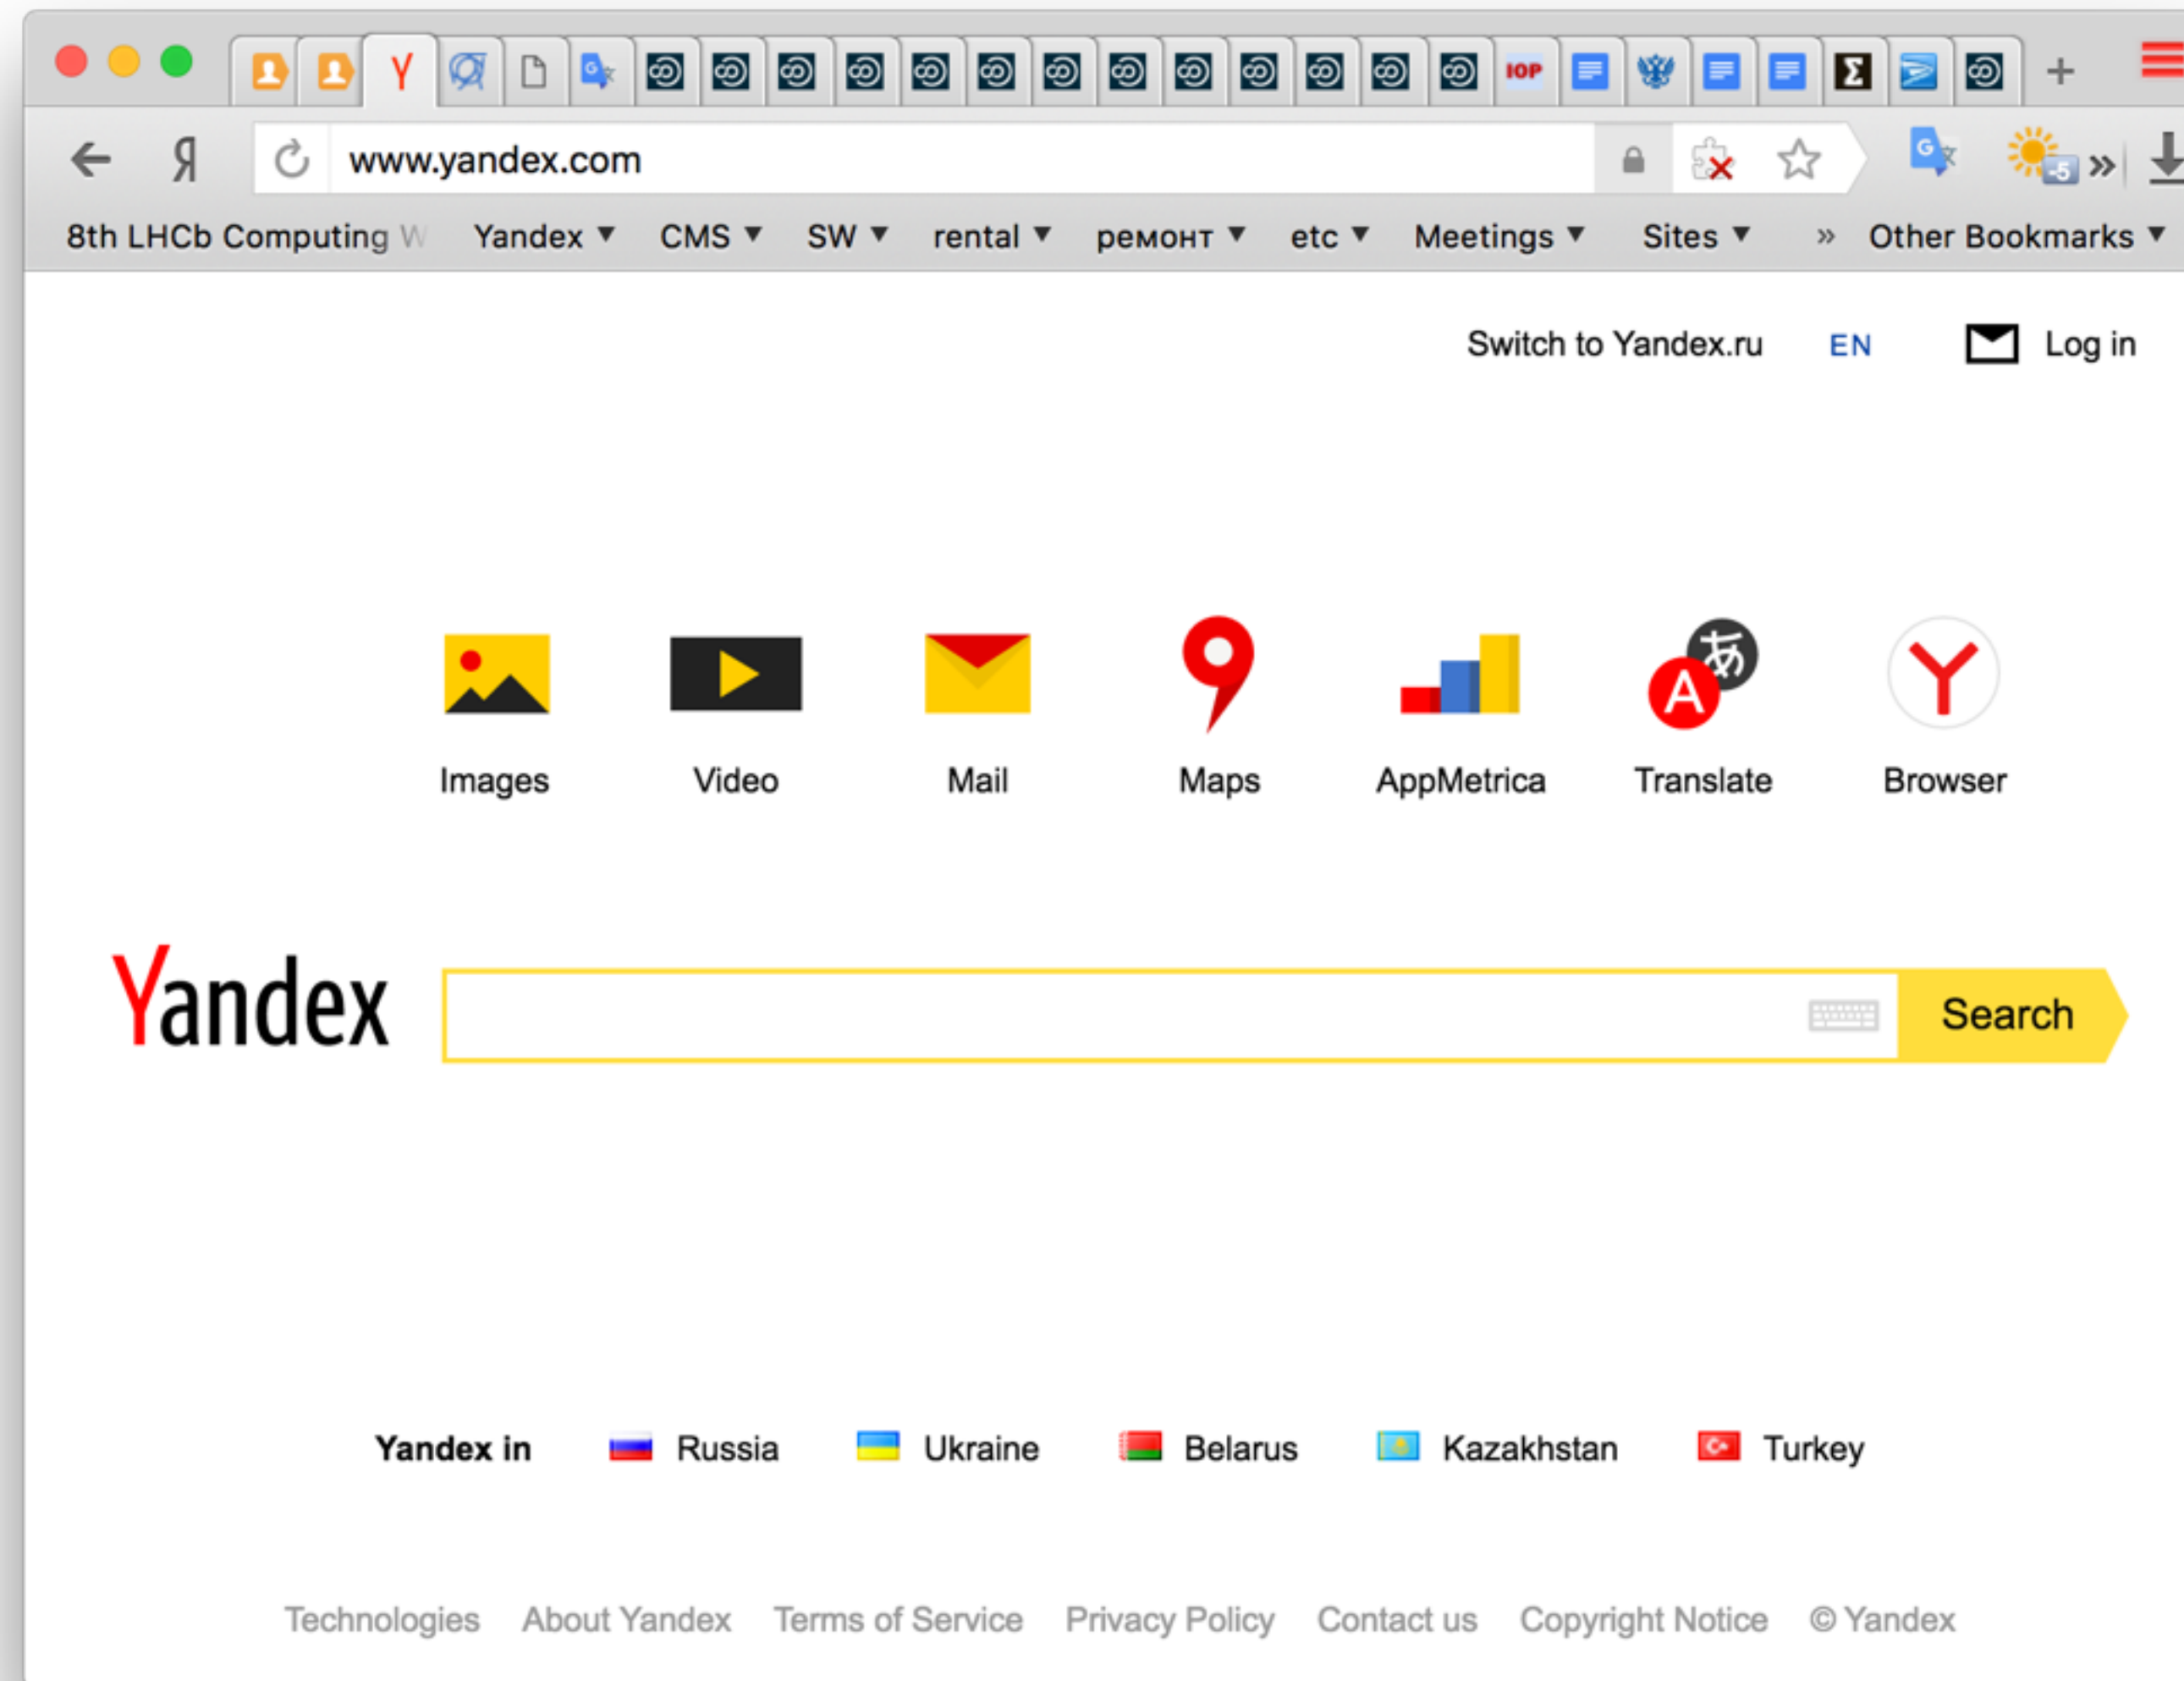 IOP
Я www.yandex.com -5
8th LHCb Computing W Yandex CMS SW rental ремонт etc Meetings Sites » Other Bookmarks
Switch to Yandex.ru EN Log in
Images Video Mail Maps AppMetrica Translate Browser
Yandex Search
Yandex in Russia Ukraine Belarus Kazakhstan Turkey
Technologies About Yandex Terms of Service Privacy Policy Contact us Copyright Notice © Yandex